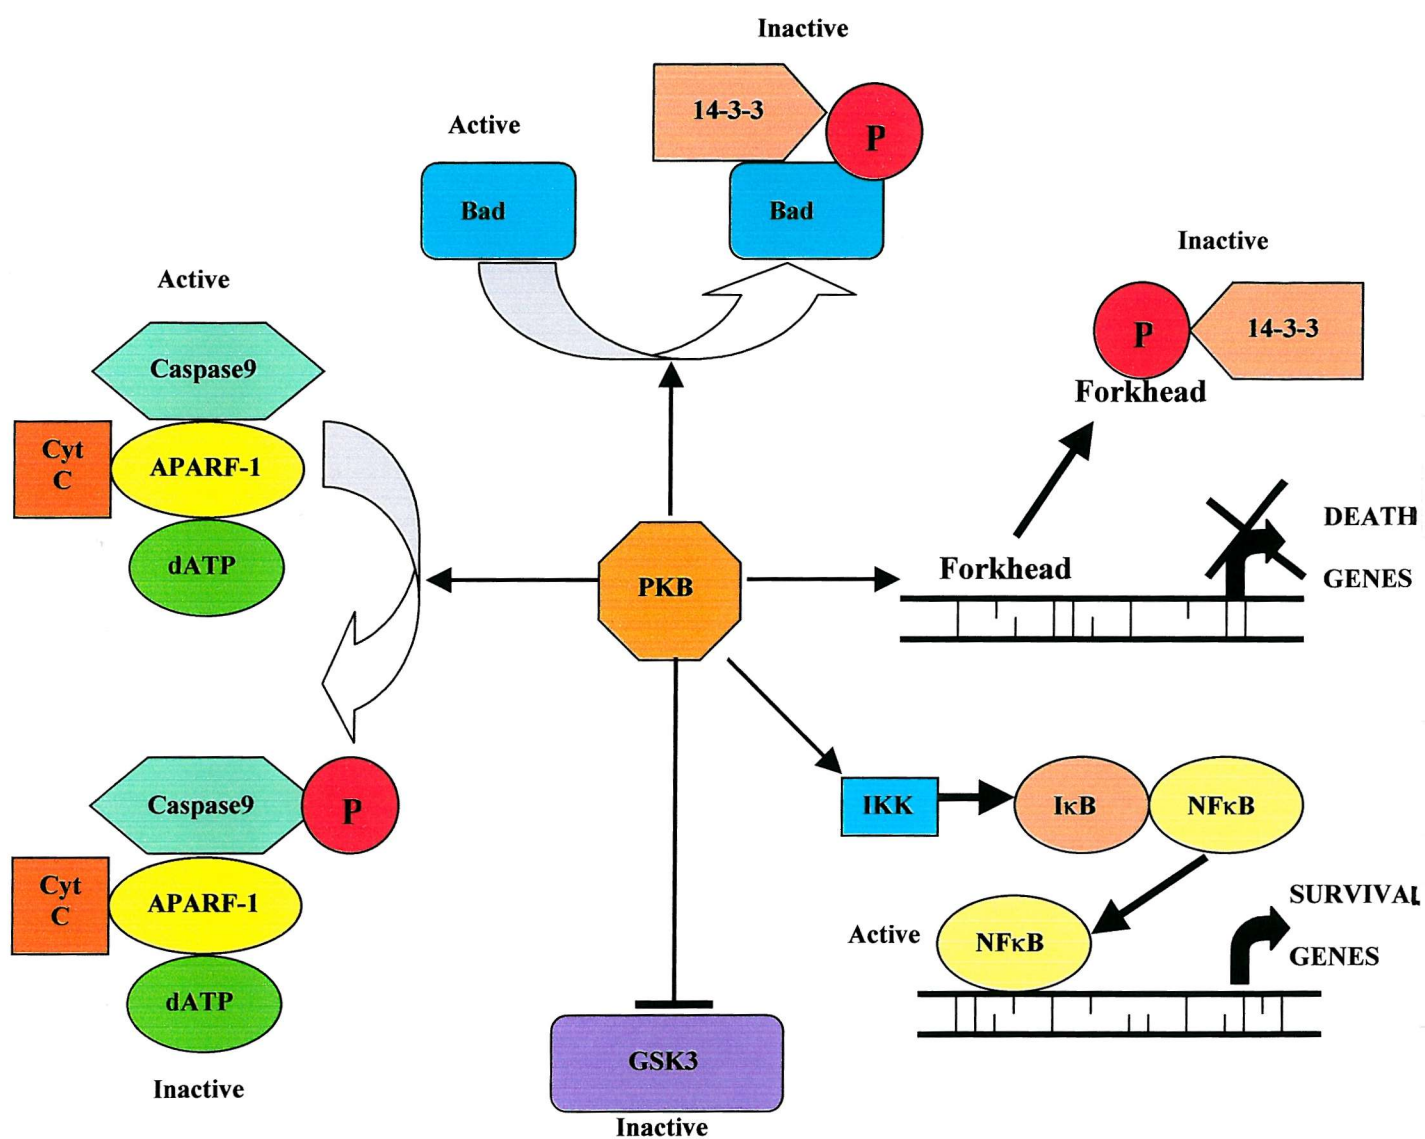 Inactive
14-3-3
P
Active
Bad
Bad
Inactive
P
14-3-3
Forkhead
Active
Caspase9
Cyt
C
APARF-1
dATP
PKB
Forkhead
DEATH
GENES
Caspase9
P
Cyt
C
APARF-1
dATP
Inactive
IKK
IκB
NFκB
Active
NFκB
SURVIVAL
GENES
GSK3
Inactive